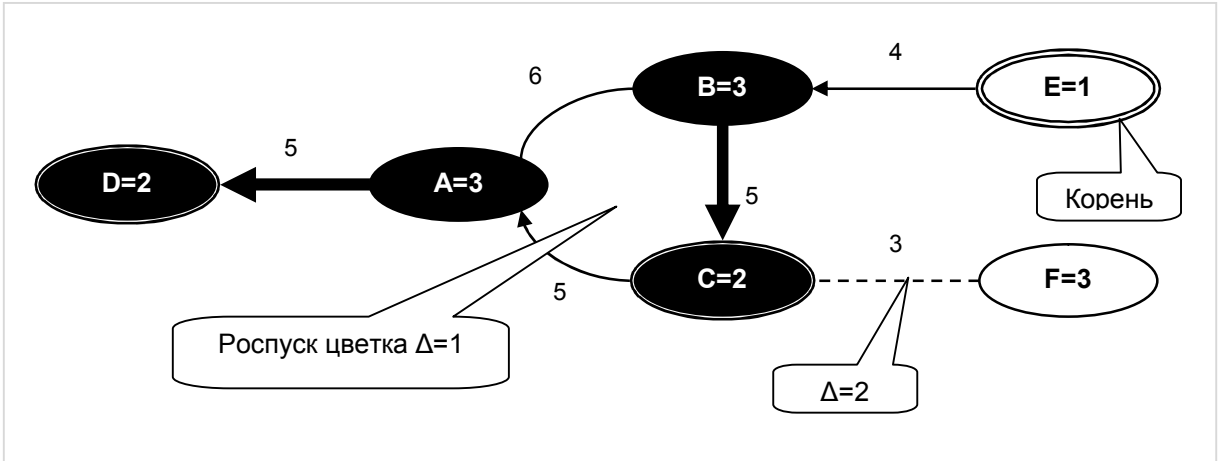 4
6
B=3
E=1
5
D=2
A=3
5
Корень
3
C=2
F=3
5
Роспуск цветка Δ=1
Δ=2